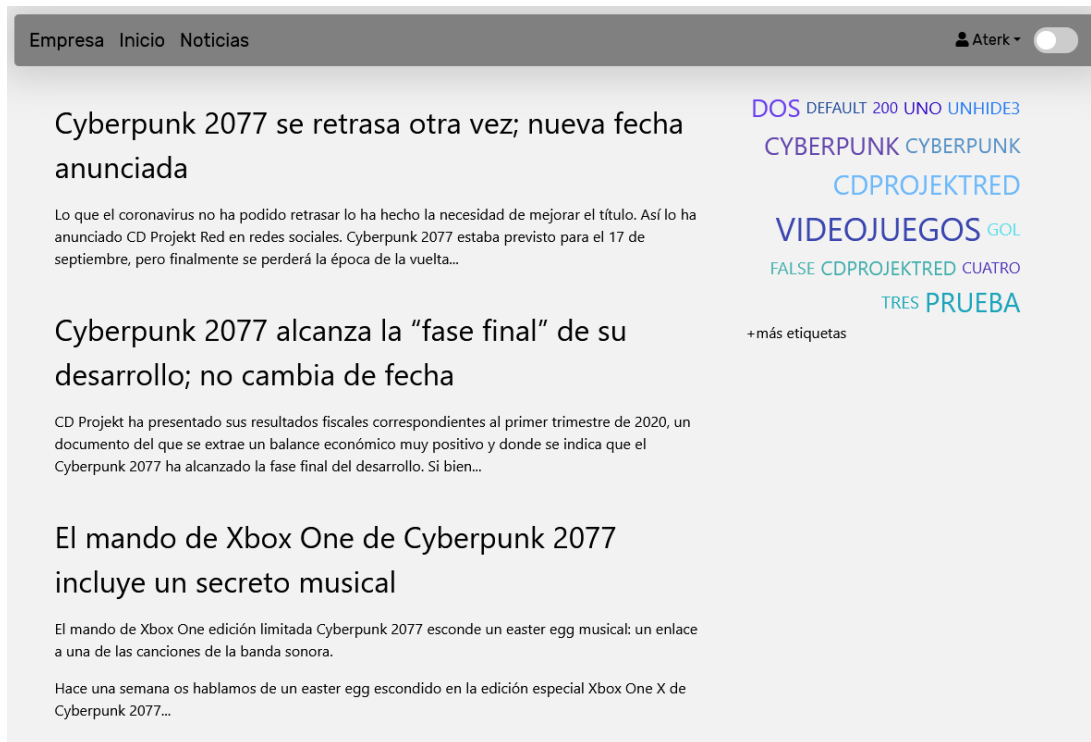 Empresa Inicio Noticias
Aterk
Cyberpunk 2077 se retrasa otra vez; nueva fecha
anunciada
Lo que el coronavirus no ha podido retrasar lo ha hecho la necesidad de mejorar el título. Así lo ha
anunciado CD Projekt Red en redes sociales. Cyberpunk 2077 estaba previsto para el 17 de
septiembre, pero finalmente se perderá la época de la vuelta...
Cyberpunk 2077 alcanza la “fase final” de su
desarrollo; no cambia de fecha
CD Projekt ha presentado sus resultados fiscales correspondientes al primer trimestre de 2020, un
documento del que se extrae un balance económico muy positivo y donde se indica que el
Cyberpunk 2077 ha alcanzado la fase final del desarrollo. Si bien...
El mando de Xbox One de Cyberpunk 2077
incluye un secreto musical
El mando de Xbox One edición limitada Cyberpunk 2077 esconde un easter egg musical: un enlace
a una de las canciones de la banda sonora.
Hace una semana os hablamos de un easter egg escondido en la edición especial Xbox One X de
Cyberpunk 2077...
DOS DEFAULT 200 UNO UNHIDE3
CYBERPUNK CYBERPUNK
CDPROJEKTRED
VIDEOJUEGOS GOL
FALSE CDPROJEKTRED CUATRO
TRES PRUEBA
+más etiquetas